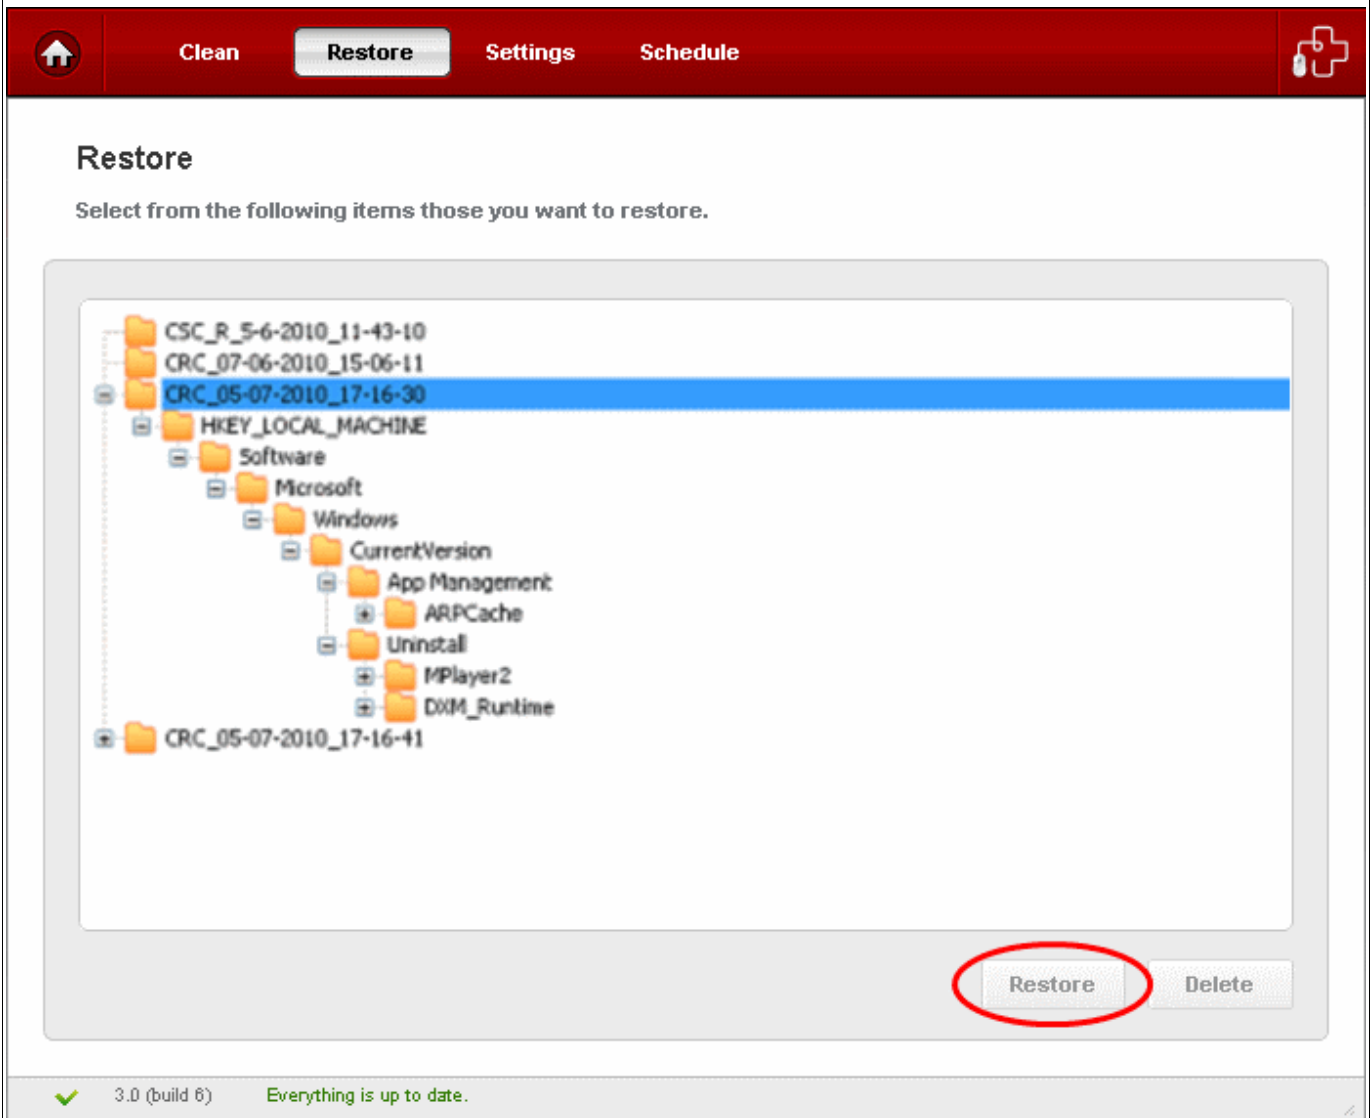 Clean Restore Settings Schedule
Restore
Select from the following items those you want to restore.
CSC_R_5-6-2010_11-43-10
CRC_07-06-2010_15-06-11
CRC_05-07-2010_17-16-30
HKEY_LOCAL_MACHINE
Software
Microsoft
Windows
CurrentVersion
App Management
ARPCache
Uninstall
MPlayer2
DXM_Runtime
CRC_05-07-2010_17-16-41
Restore Delete
3.0 (build 6) Everything is up to date.